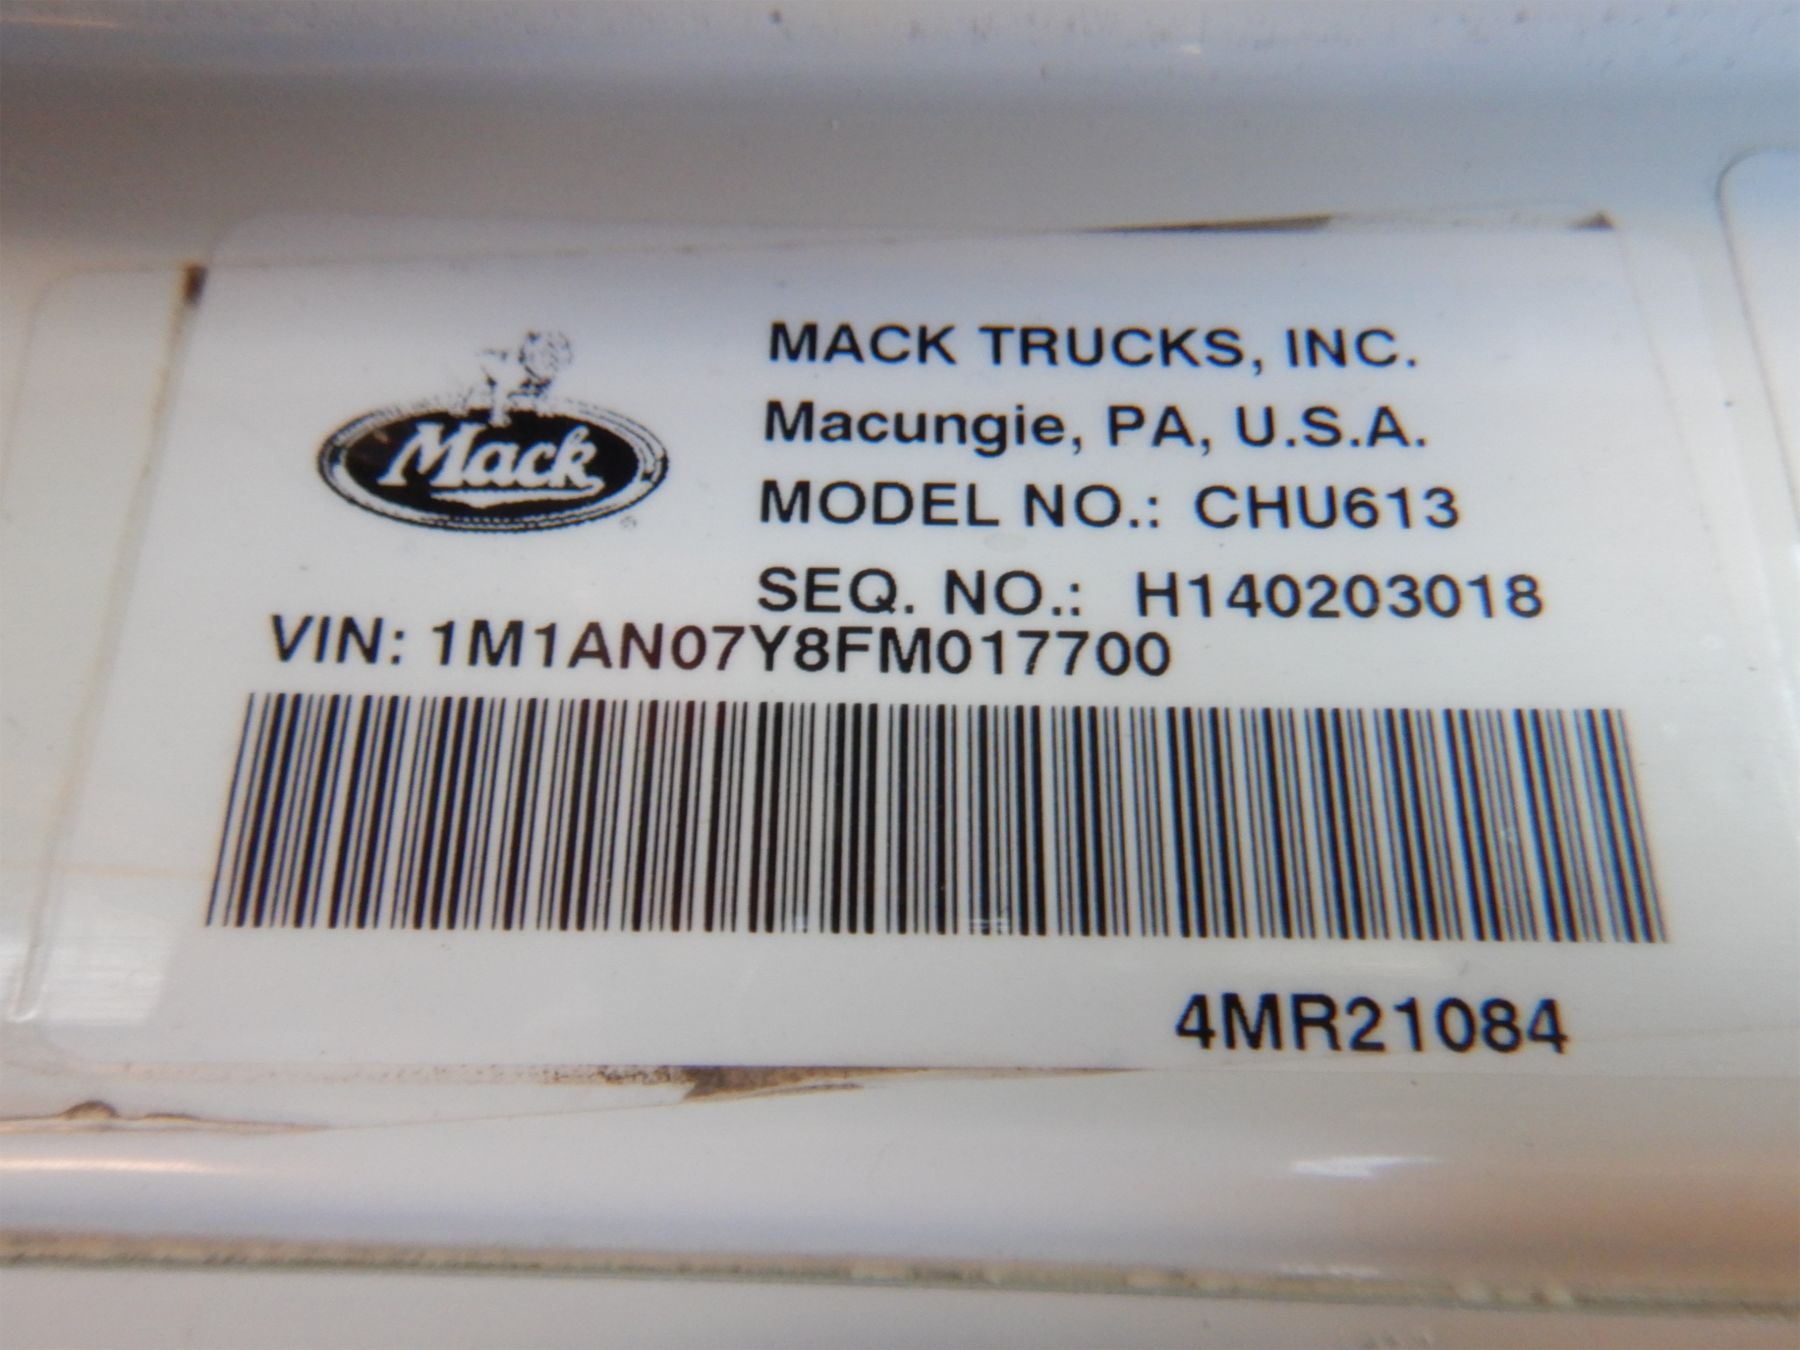 Mack
MACK TRUCKS, INC.
Macungie, PA, U.S.A.
MODEL NO.: CHU613
SEQ. NO.: H140203018
VIN: 1M1AN07Y8FM017700
4MR21084